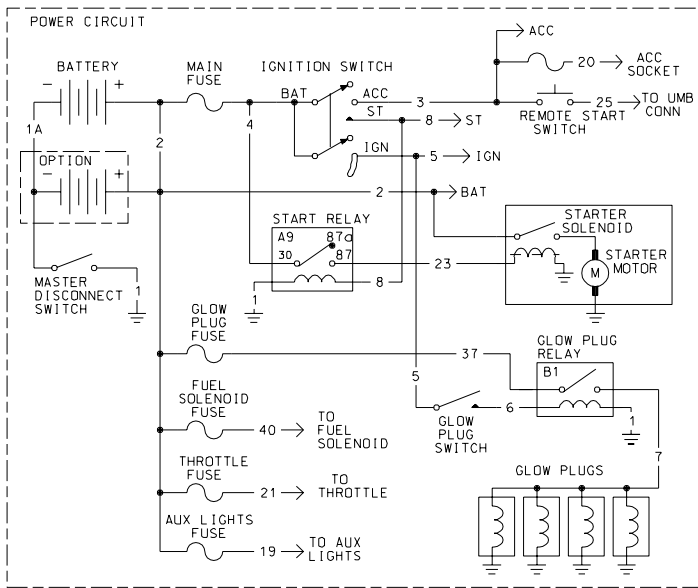 POWER CIRCUIT
BATTERY
- +
1A
2
MAIN
FUSE
IGNITION SWITCH
BAT
ACC
ST
IGN
4
3
8
ST
5
IGN
ACC
20
ACC
SOCKET
25
TO UMB
CONN
REMOTE START
SWITCH
OPTION
- +
2
BAT
MASTER
DISCONNECT
SWITCH
1
START RELAY
A9
87a
30
87
1
8
23
STARTER
SOLENOID
STARTER
MOTOR
M
GLOW
PLUG
FUSE
37
GLOW PLUG
RELAY
B1
5
GLOW
PLUG
SWITCH
6
1
7
FUEL
SOLENOID
FUSE
40
TO
FUEL
SOLENOID
THROTTLE
FUSE
21
TO
THROTTLE
AUX LIGHTS
FUSE
19
TO AUX
LIGHTS
GLOW PLUGS